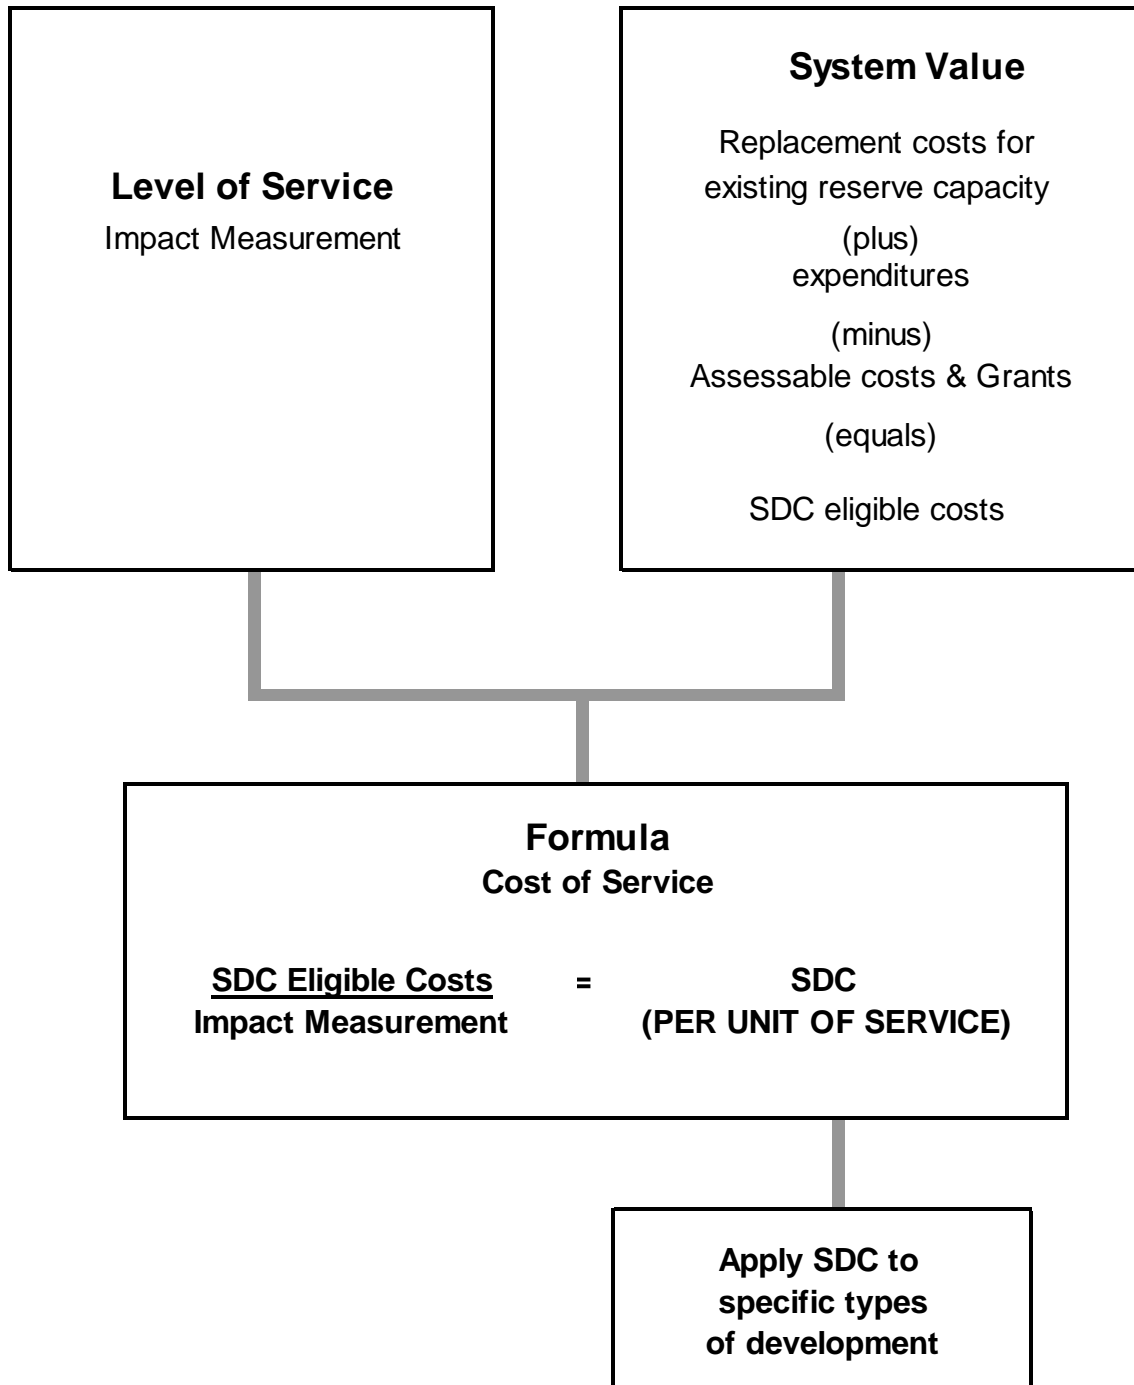 Level of Service
Impact Measurement
System Value
Replacement costs for
existing reserve capacity
(plus)
expenditures
(minus)
Assessable costs & Grants
(equals)
SDC eligible costs
Formula
Cost of Service
SDC Eligible Costs = SDC
Impact Measurement (PER UNIT OF SERVICE)
Apply SDC to
specific types
of development